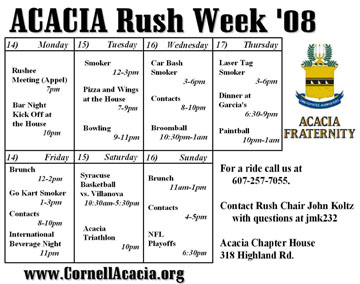 ACACIA Rush Week '08
14) Monday
Rushee
Meeting (Appel)
7pm
Bar Night
Kick Off at
the House
10pm
15) Tuesday
Smoker
12-3pm
Pizza and Wings
at the House
7-9pm
Bowling
9-11pm
16) Wednesday
Car Bash
Smoker
3-6pm
Contacts
8-10pm
Broomball
10:30pm-1am
17) Thursday
Laser Tag
Smoker
3-6pm
Dinner at
Garcia's
6:30-9pm
Paintball
10pm-1am
ACACIA
FRATERNITY
14) Friday
Brunch
12-2pm
Go Kart Smoker
1-3pm
Contacts
8-10pm
International
Beverage Night
11pm
15) Saturday
Syracuse
Basketball
vs. Villanova
10:30am-5:30pm
Acacia
Triathlon
10pm
16) Sunday
Brunch
11am-1pm
Contacts
4-5pm
NFL
Playoffs
6:30pm
For a ride call us at
607-257-7055.
Contact Rush Chair John Koltz
with questions at jmk232
Acacia Chapter House
318 Highland Rd.
www.CornellAcacia.org